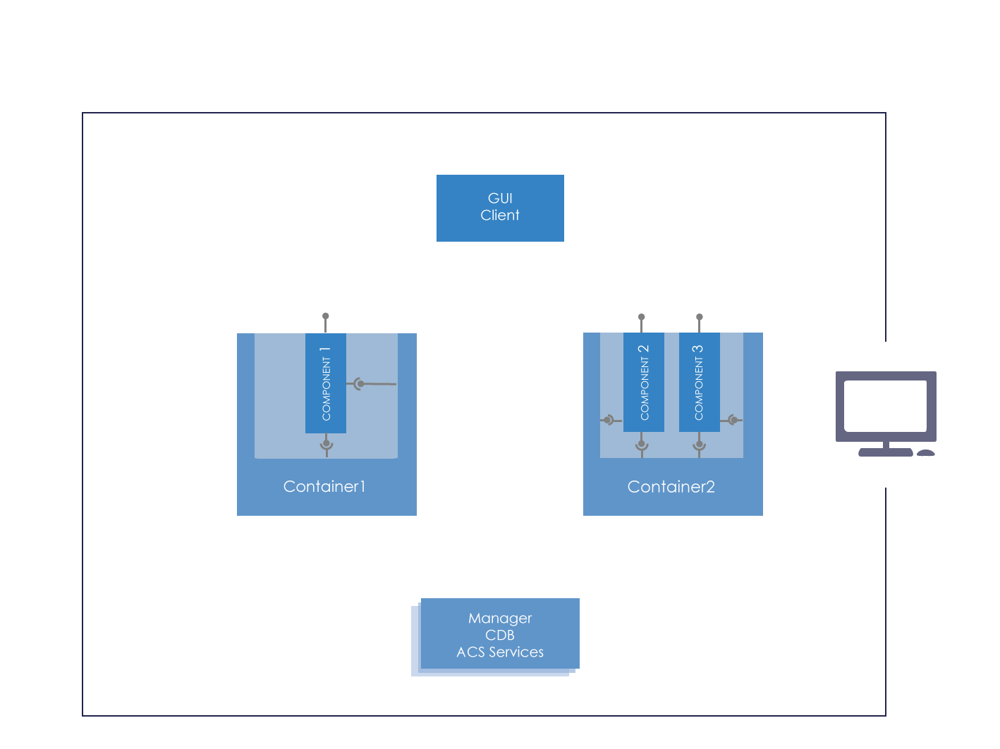 GUI
Client
COMPONENT 1
COMPONENT 2
COMPONENT 3
Container1
Container2
Manager
CDB
ACS Services